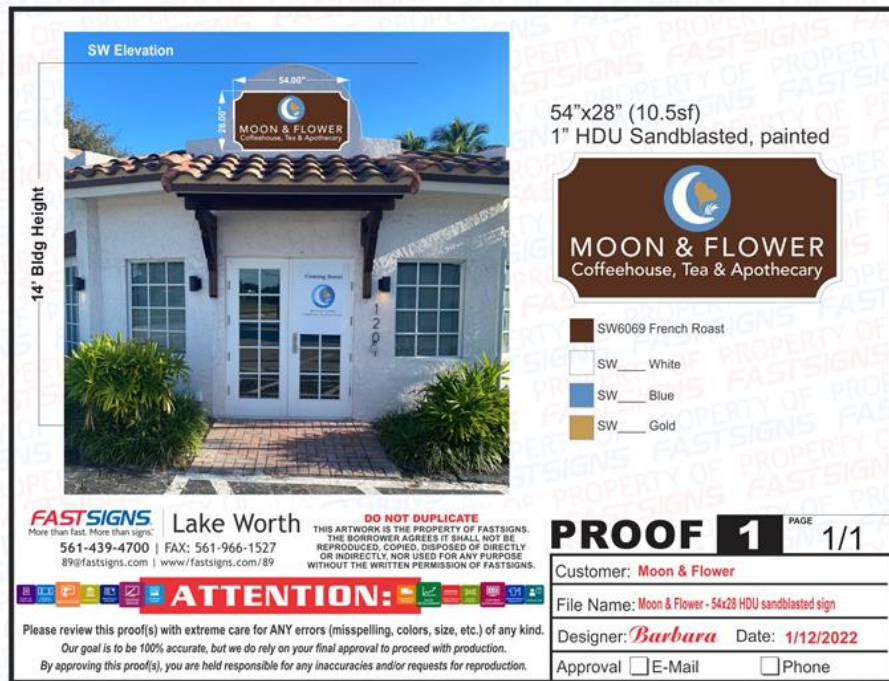 SW Elevation
54.00"
28.00"
MOON & FLOWER
Coffeehouse, Tea & Apothecary
14' Bldg Height
Coming Soon!
54"x28" (10.5sf)
1" HDU Sandblasted, painted
MOON & FLOWER
Coffeehouse, Tea & Apothecary
SW6069 French Roast
SW____ White
SW____ Blue
SW____ Gold
FASTSIGNS
More than fast. More than signs.
Lake Worth
561-439-4700 | FAX: 561-966-1527
89@fastsigns.com | www/fastsigns.com/89
DO NOT DUPLICATE
THIS ARTWORK IS THE PROPERTY OF FASTSIGNS.
THE BORROWER AGREES IT SHALL NOT BE
REPRODUCED, COPIED, DISPOSED OF DIRECTLY
OR INDIRECTLY, NOR USED FOR ANY PURPOSE
WITHOUT THE WRITTEN PERMISSION OF FASTSIGNS.
ATTENTION:
Please review this proof(s) with extreme care for ANY errors (misspelling, colors, size, etc.) of any kind.
Our goal is to be 100% accurate, but we do rely on your final approval to proceed with production.
By approving this proof(s), you are held responsible for any inaccuracies and/or requests for reproduction.
PROOF 1 PAGE 1/1
Customer: Moon & Flower
File Name: Moon & Flower - 54x28 HDU sandblasted sign
Designer: Barbara Date: 1/12/2022
Approval E-Mail Phone
PROPERTY OF FASTSIGNS